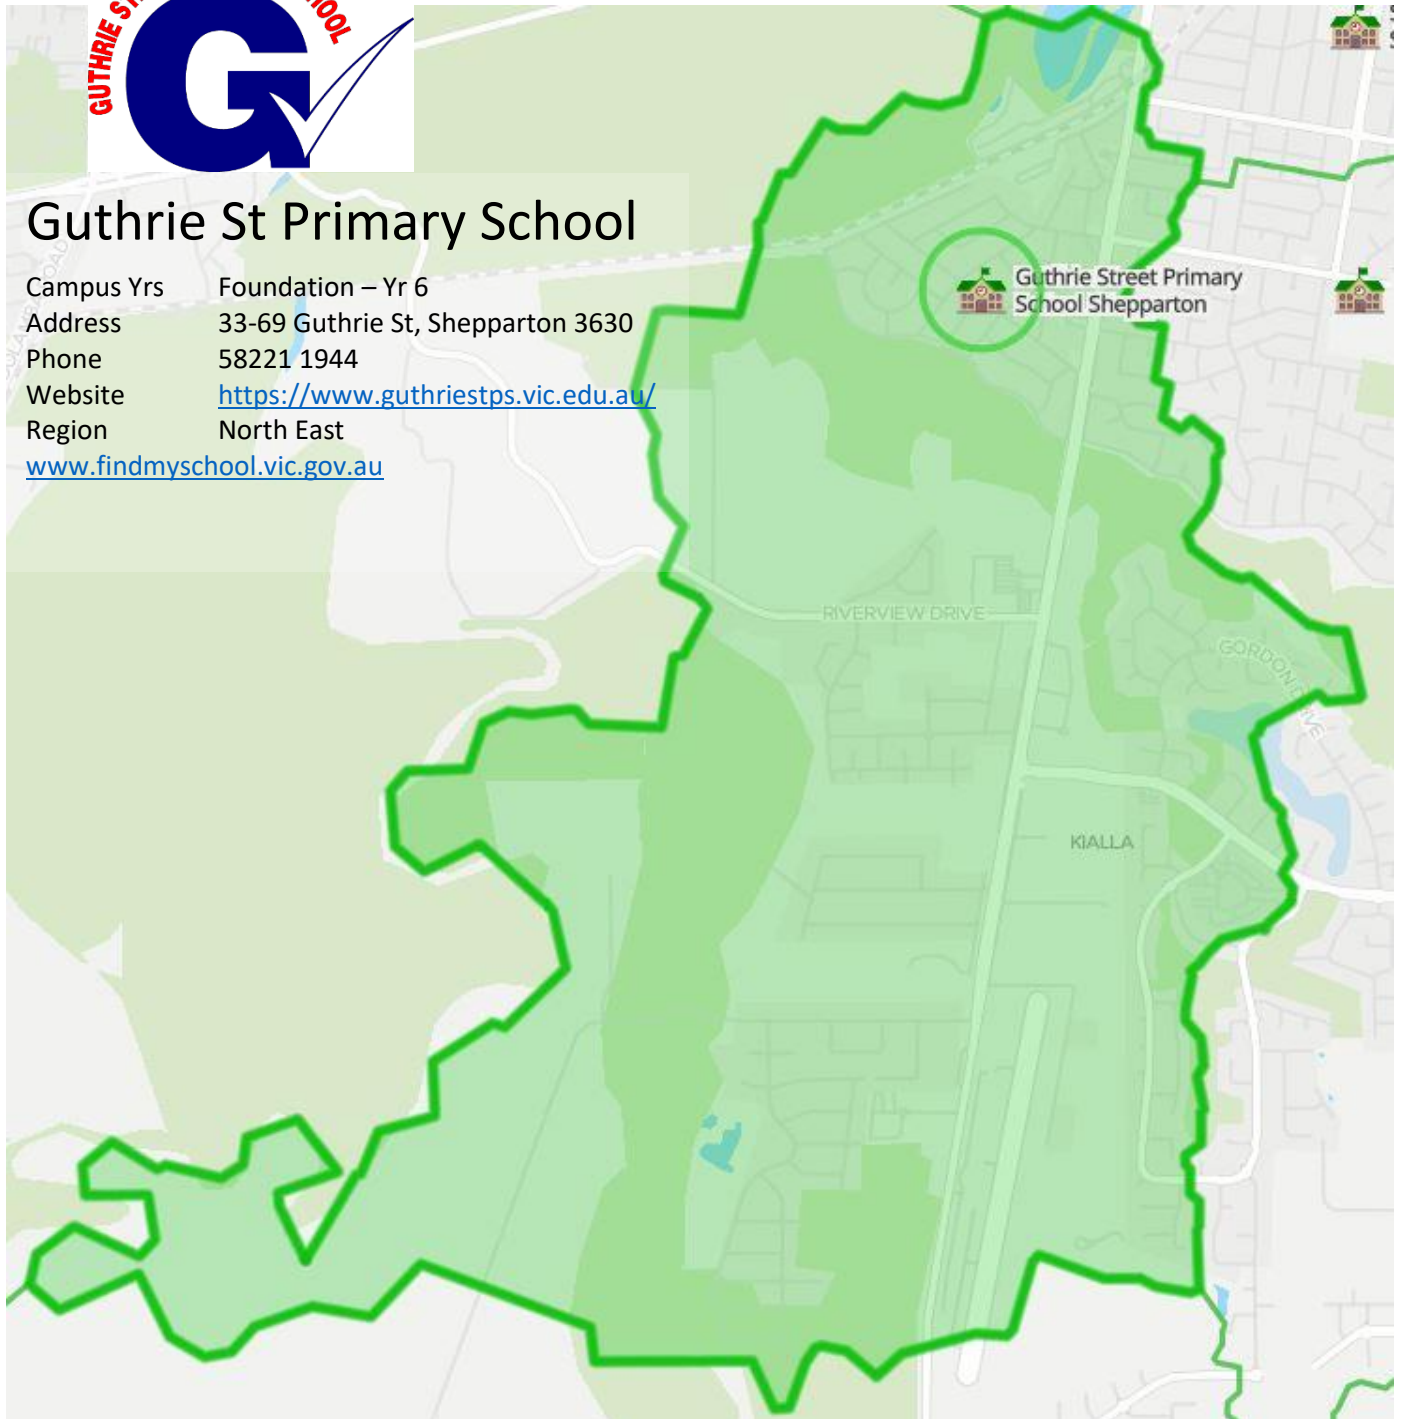 GUTHRIE
Guthrie St Primary School
Campus Yrs Foundation – Yr 6
Address 33-69 Guthrie St, Shepparton 3630
Phone 58221 1944
Website https://www.guthriestps.vic.edu.au/
Region North East
www.findmyschool.vic.gov.au
Guthrie Street Primary
School Shepparton
RIVERVIEW DRIVE
GORDON DRIVE
KIALLA